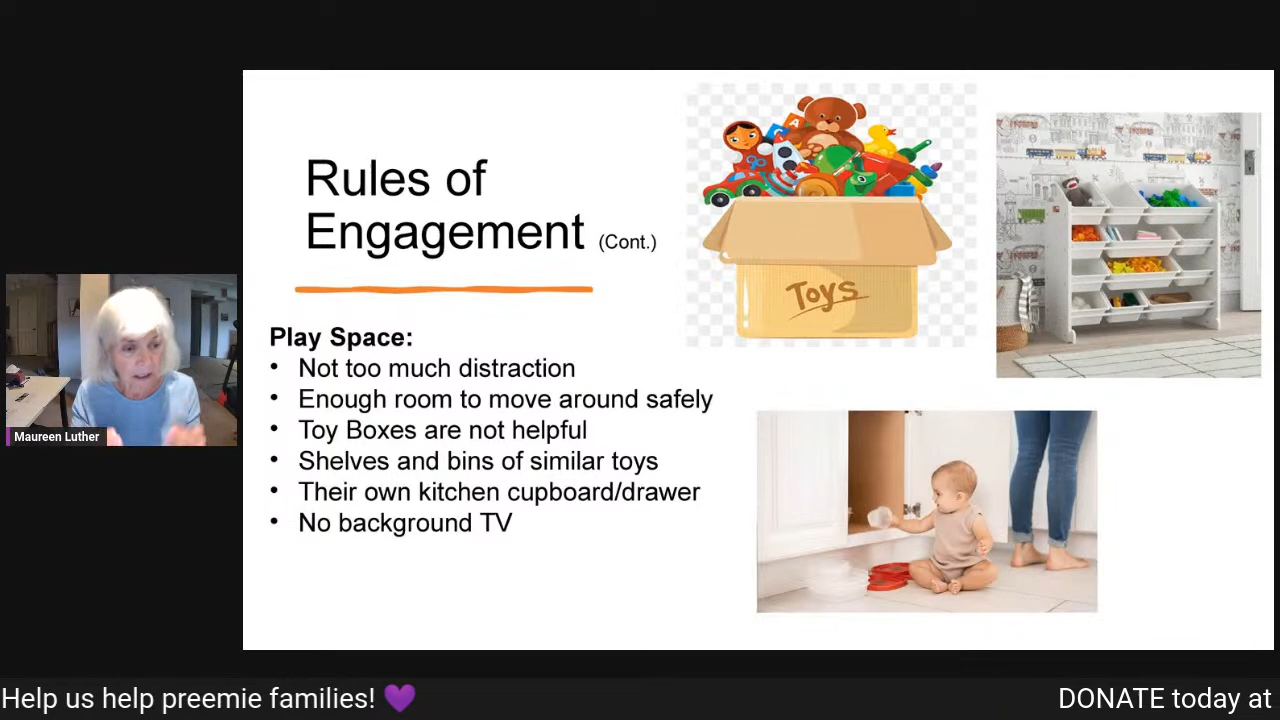 Rules of
Engagement (Cont.)
Play Space:
• Not too much distraction
• Enough room to move around safely
• Toy Boxes are not helpful
• Shelves and bins of similar toys
• Their own kitchen cupboard/drawer
• No background TV
A
Toys
Maureen Luther
Help us help preemie families! 💜
DONATE today at